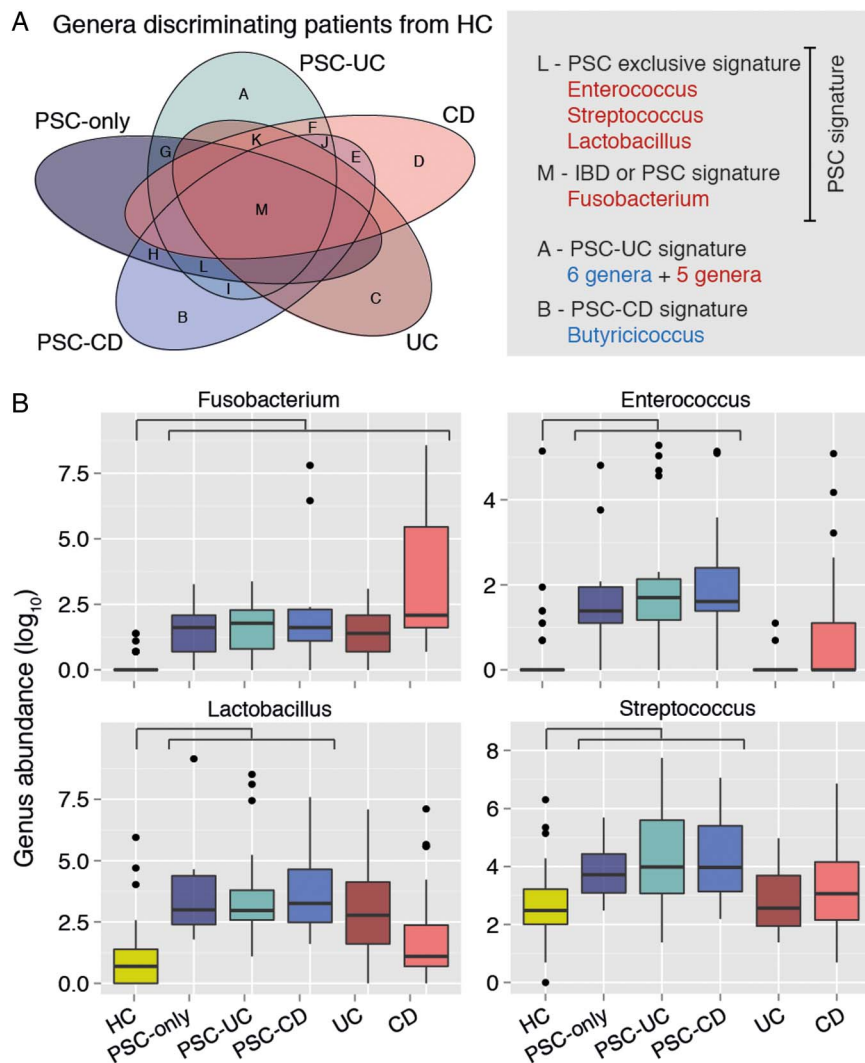 A Genera discriminating patients from HC
PSC-UC
PSC-only
CD
PSC-CD
UC
A
F
K
J
E
G
D
M
H
L
I
B
C
L - PSC exclusive signature
Enterococcus
Streptococcus
Lactobacillus
M - IBD or PSC signature
Fusobacterium
PSC signature
A - PSC-UC signature
6 genera + 5 genera
B - PSC-CD signature
Butyricicoccus
B
Genus abundance (log10)
Fusobacterium
7.5
5.0
2.5
0.0
Enterococcus
4
2
0
Lactobacillus
7.5
5.0
2.5
0.0
Streptococcus
8
6
4
2
0
HC
PSC-only
PSC-UC
PSC-CD
UC
CD
HC
PSC-only
PSC-UC
PSC-CD
UC
CD